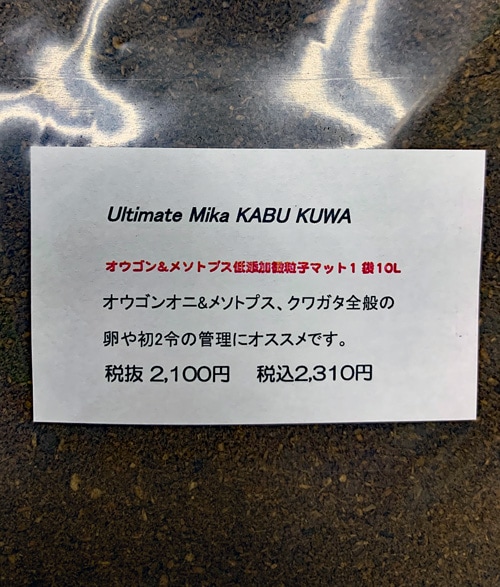 Ultimate Mika KABU KUWA
オウゴン&メソトプス低添加微粒子マット1袋10L
オウゴンオニ&メソトプス、クワガタ全般の
卵や初2令の管理にオススメです。
税抜 2,100円 税込2,310円